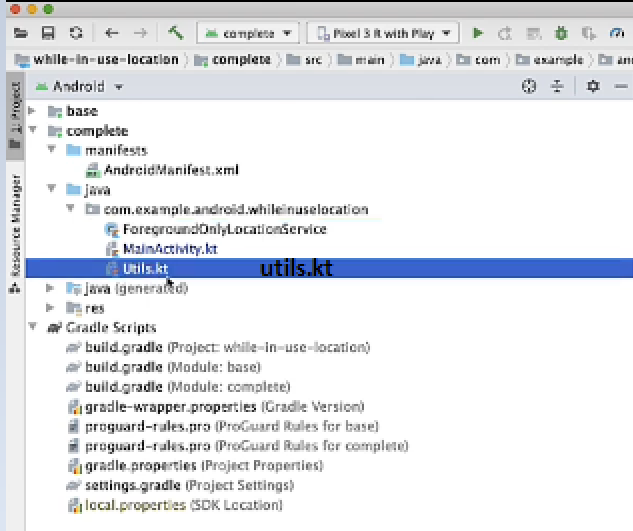 complete
Pixel 3 R with Play
while-in-use-location complete src main java com example
Android
1: Project
Resource Manager
base
complete
manifests
AndroidManifest.xml
java
com.example.android.whileinuselocation
ForegroundOnlyLocationService
MainActivity.kt
Utils.kt utils.kt
java (generated)
res
Gradle Scripts
build.gradle (Project: while-in-use-location)
build.gradle (Module: base)
build.gradle (Module: complete)
gradle-wrapper.properties (Gradle Version)
proguard-rules.pro (ProGuard Rules for base)
proguard-rules.pro (ProGuard Rules for complete)
gradle.properties (Project Properties)
settings.gradle (Project Settings)
local.properties (SDK Location)